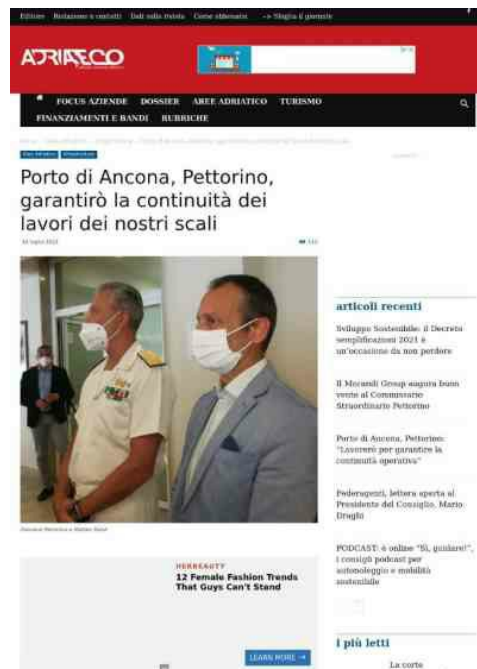 Editore Redazione e contatti Dati sulla rivista Come abbonarsi --> Sfoglia il giornale
ADRIAECO
FOCUS AZIENDE DOSSIER AREE ADRIATICO TURISMO
FINANZIAMENTI E BANDI RUBRICHE
Porto di Ancona, Pettorino,
garantirò la continuità dei
lavori dei nostri scali
articoli recenti
Sviluppo Sostenibile: il Decreto
semplificazioni 2021 è
un'occasione da non perdere
Il Morandi Group augura buon
vento al Commissario
Straordinario Pettorino
Porto di Ancona, Pettorino:
"Lavorerò per garantire la
continuità operativa"
Federagenti, lettera aperta al
Presidente del Consiglio, Mario
Draghi
PODCAST: è online "Sì, guidare!",
i consigli podcast per
autonoleggio e mobilità
sostenibile
HERBEAUTY
12 Female Fashion Trends
That Guys Can't Stand
LEARN MORE →
i più letti
La corte